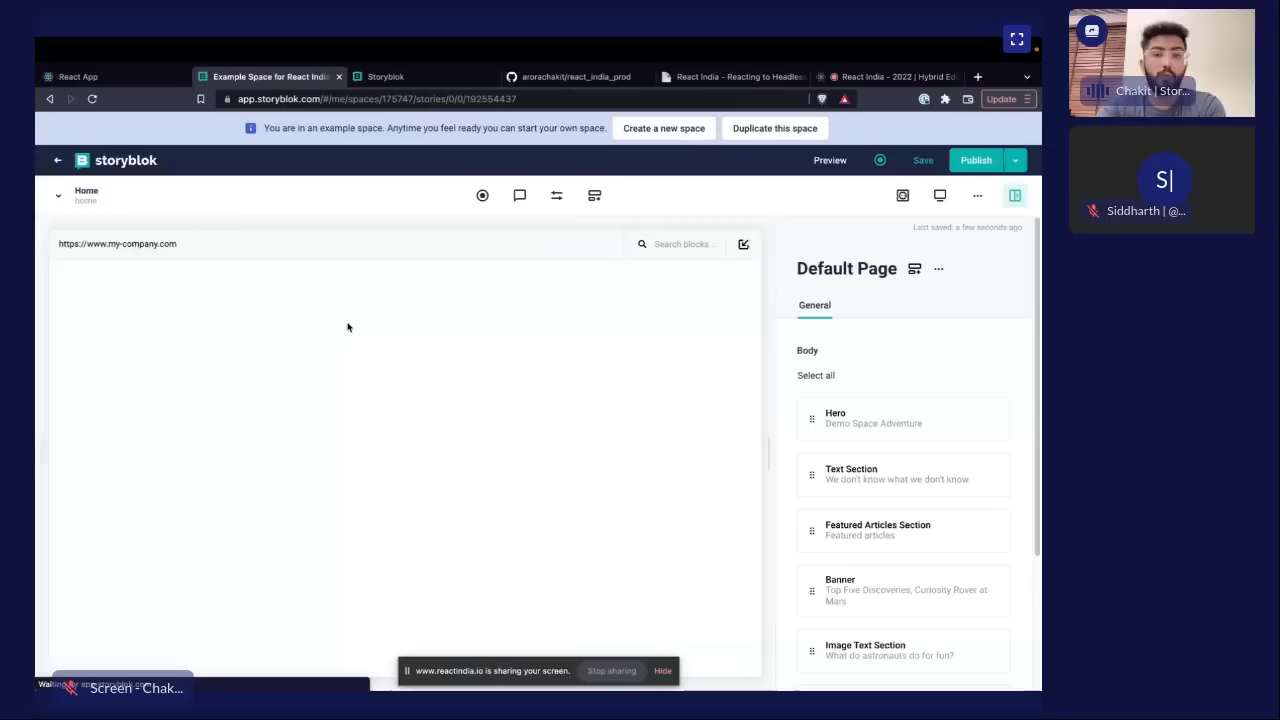 React App
Example Space for React India
Storyblok
arorachakit/react_india_prod
React India - Reacting to Headless
React India - 2022 | Hybrid Ed
app.storyblok.com/#/me/spaces/175747/stories/0/0/192554437
Update
You are in an example space. Anytime you feel ready you can start your own space.
Create a new space
Duplicate this space
storyblok
Preview
Save
Publish
Home
home
Last saved: a few seconds ago
https://www.my-company.com
Search blocks...
Default Page
General
Body
Select all
Hero
Demo Space Adventure
Text Section
We don't know what we don't know.
Featured Articles Section
Featured articles
Banner
Top Five Discoveries, Curiosity Rover at
Mars
Image Text Section
What do astronauts do for fun?
www.reactindia.io is sharing your screen.
Stop sharing
Hide
Screen - Chak...
Chakit | Stor...
S|
Siddharth | @...